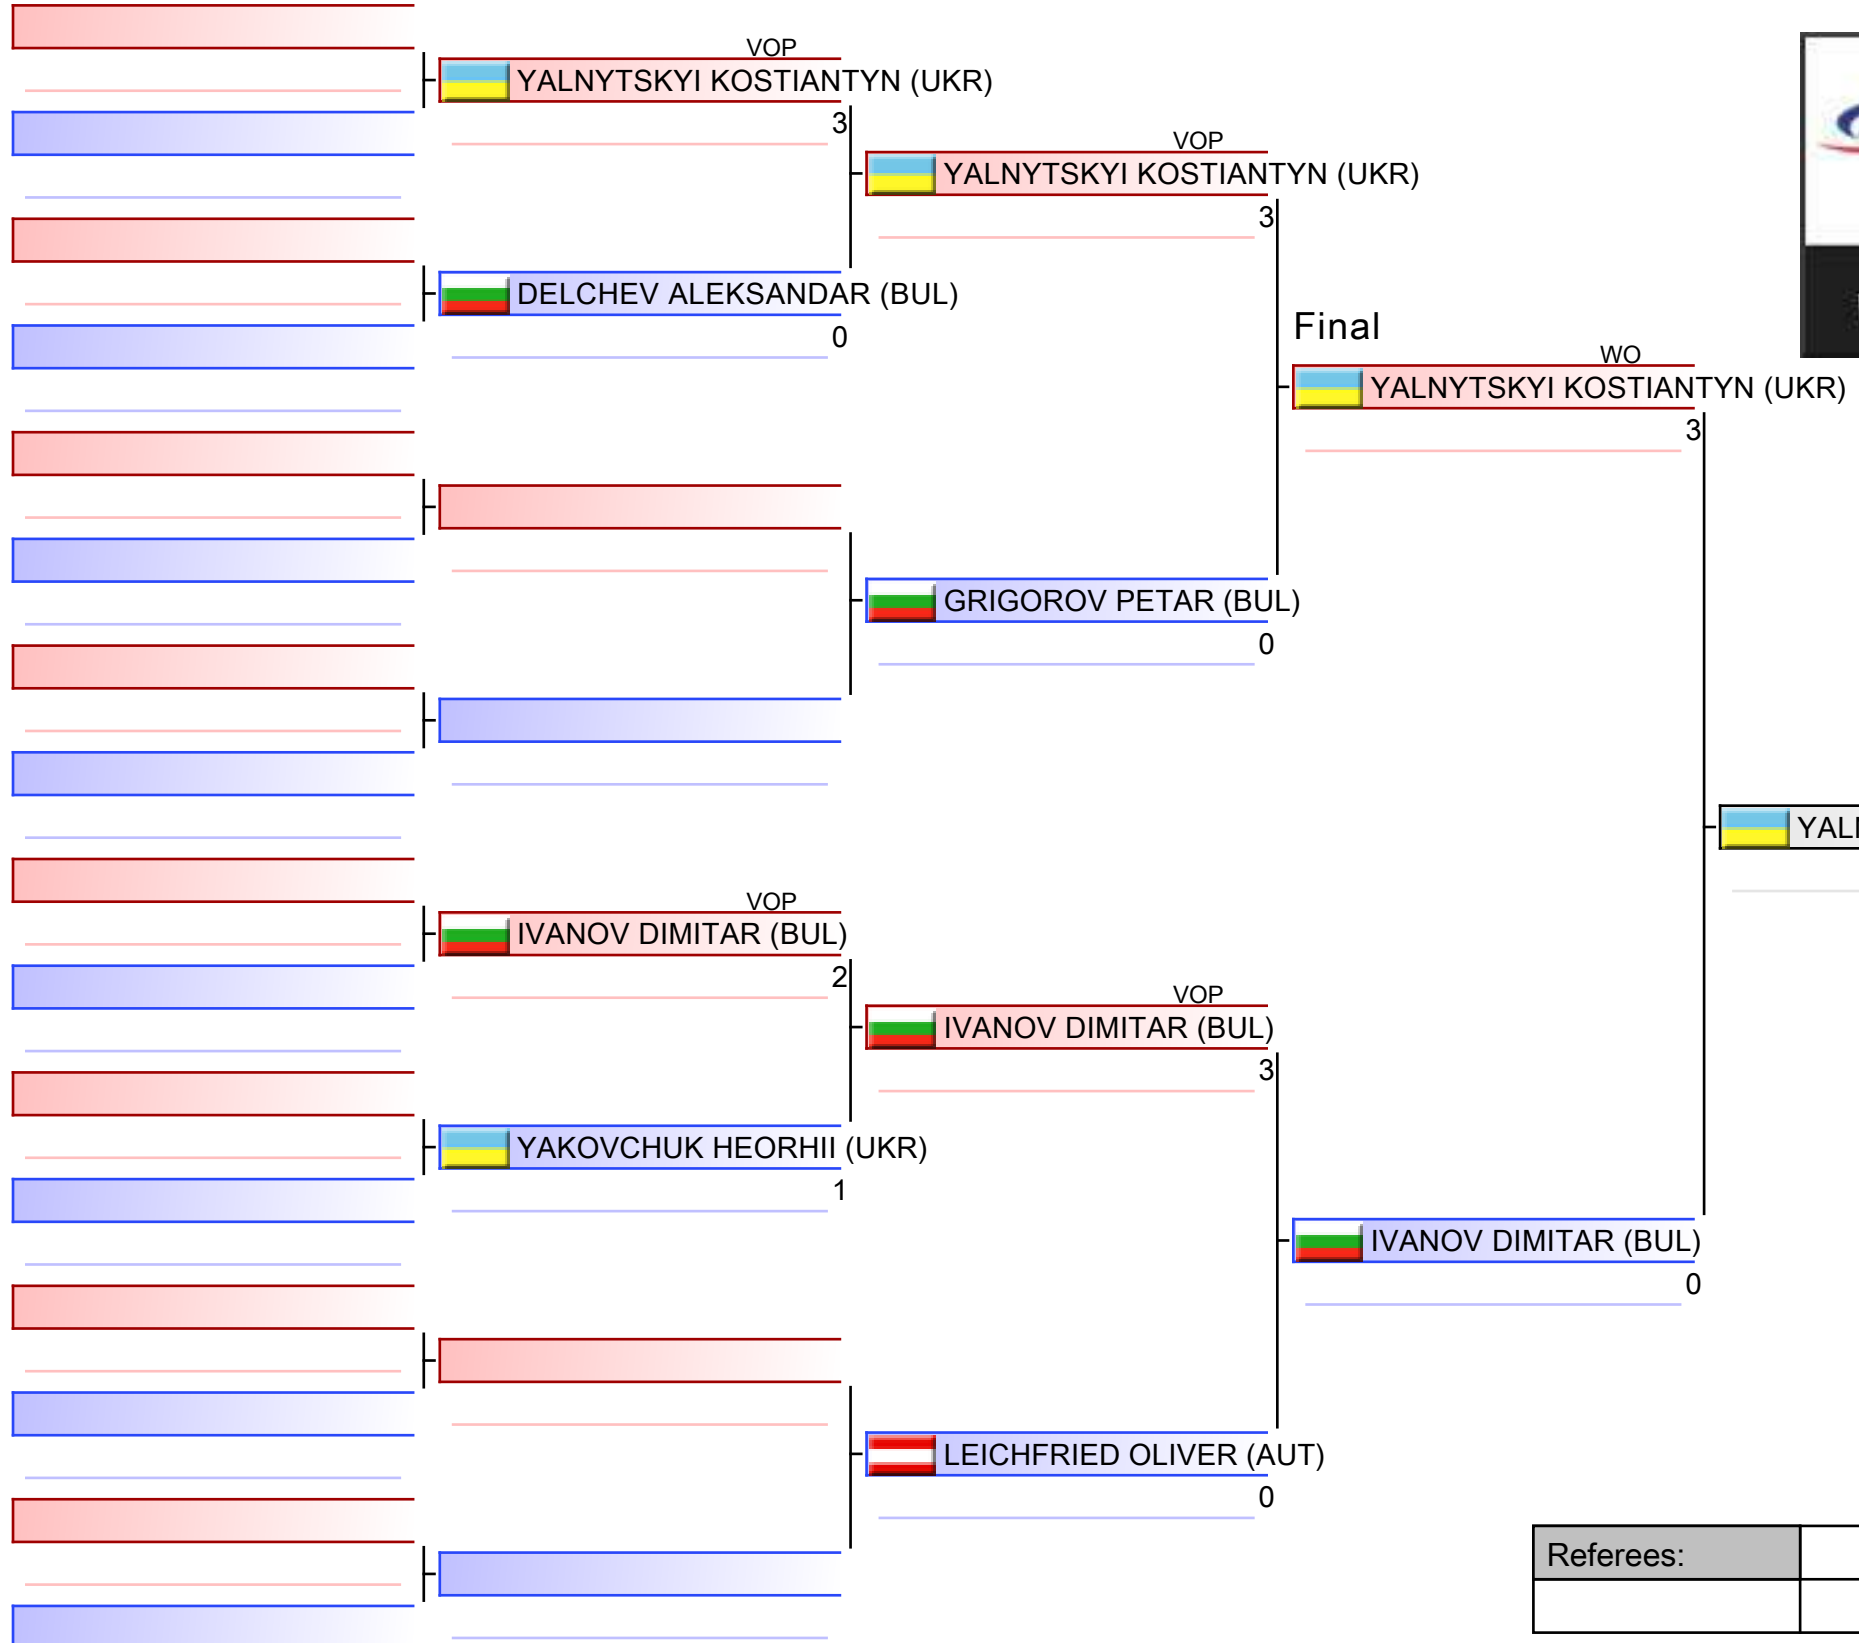 VOP
YALNYTSKYI KOSTIANTYN (UKR)
3
VOP
YALNYTSKYI KOSTIANTYN (UKR)
3
DELCHEV ALEKSANDAR (BUL)
0
Final
WO
YALNYTSKYI KOSTIANTYN (UKR)
3
GRIGOROV PETAR (BUL)
0
VOP
IVANOV DIMITAR (BUL)
2
VOP
IVANOV DIMITAR (BUL)
3
YAKOVCHUK HEORHII (UKR)
1
IVANOV DIMITAR (BUL)
0
LEICHFRIED OLIVER (AUT)
0
Referees: